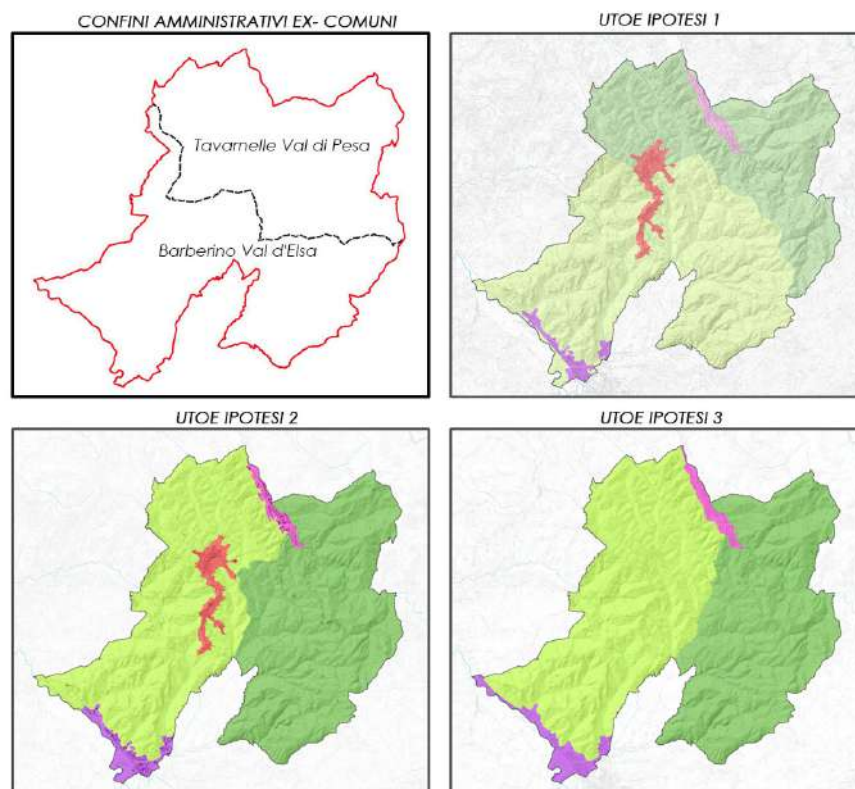 CONFINI AMMINISTRATIVI EX- COMUNI
UTOE IPOTESI 1
Tavarnelle Val di Pesa
Barberino Val d'Elsa
UTOE IPOTESI 2
UTOE IPOTESI 3